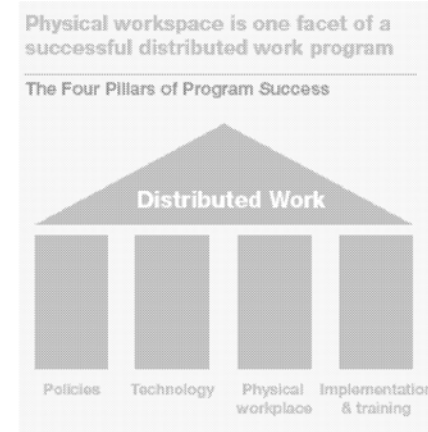 Physical workspace is one facet of a
successful distributed work program
The Four Pillars of Program Success
Distributed Work
Policies
Technology
Physical
workplace
Implementation
& training